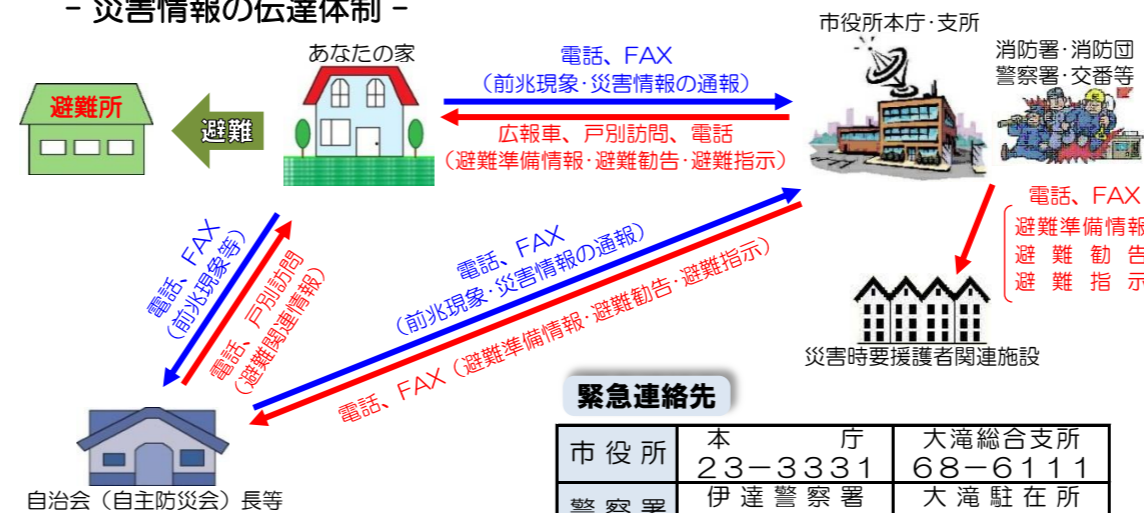 - 災害情報の伝達体制 -
市役所本庁･支所
あなたの家
消防署･消防団
警察署･交番等
電話、FAX
(前兆現象･災害情報の通報)
避難所
避難
広報車、戸別訪問、電話
(避難準備情報･避難勧告･避難指示)
電話、FAX
避難準備情報
避難勧告
避難指示
電話、FAX
(前兆現象等)
電話、戸別訪問
(避難関連情報)
電話、FAX
(前兆現象･災害情報の通報)
電話、FAX（避難準備情報･避難勧告･避難指示）
災害時要援護者関連施設
緊急連絡先
市役所 本庁 大滝総合支所
23－3331 68－6111
警察署 伊達警察署 大滝駐在所
自治会（自主防災会）長等